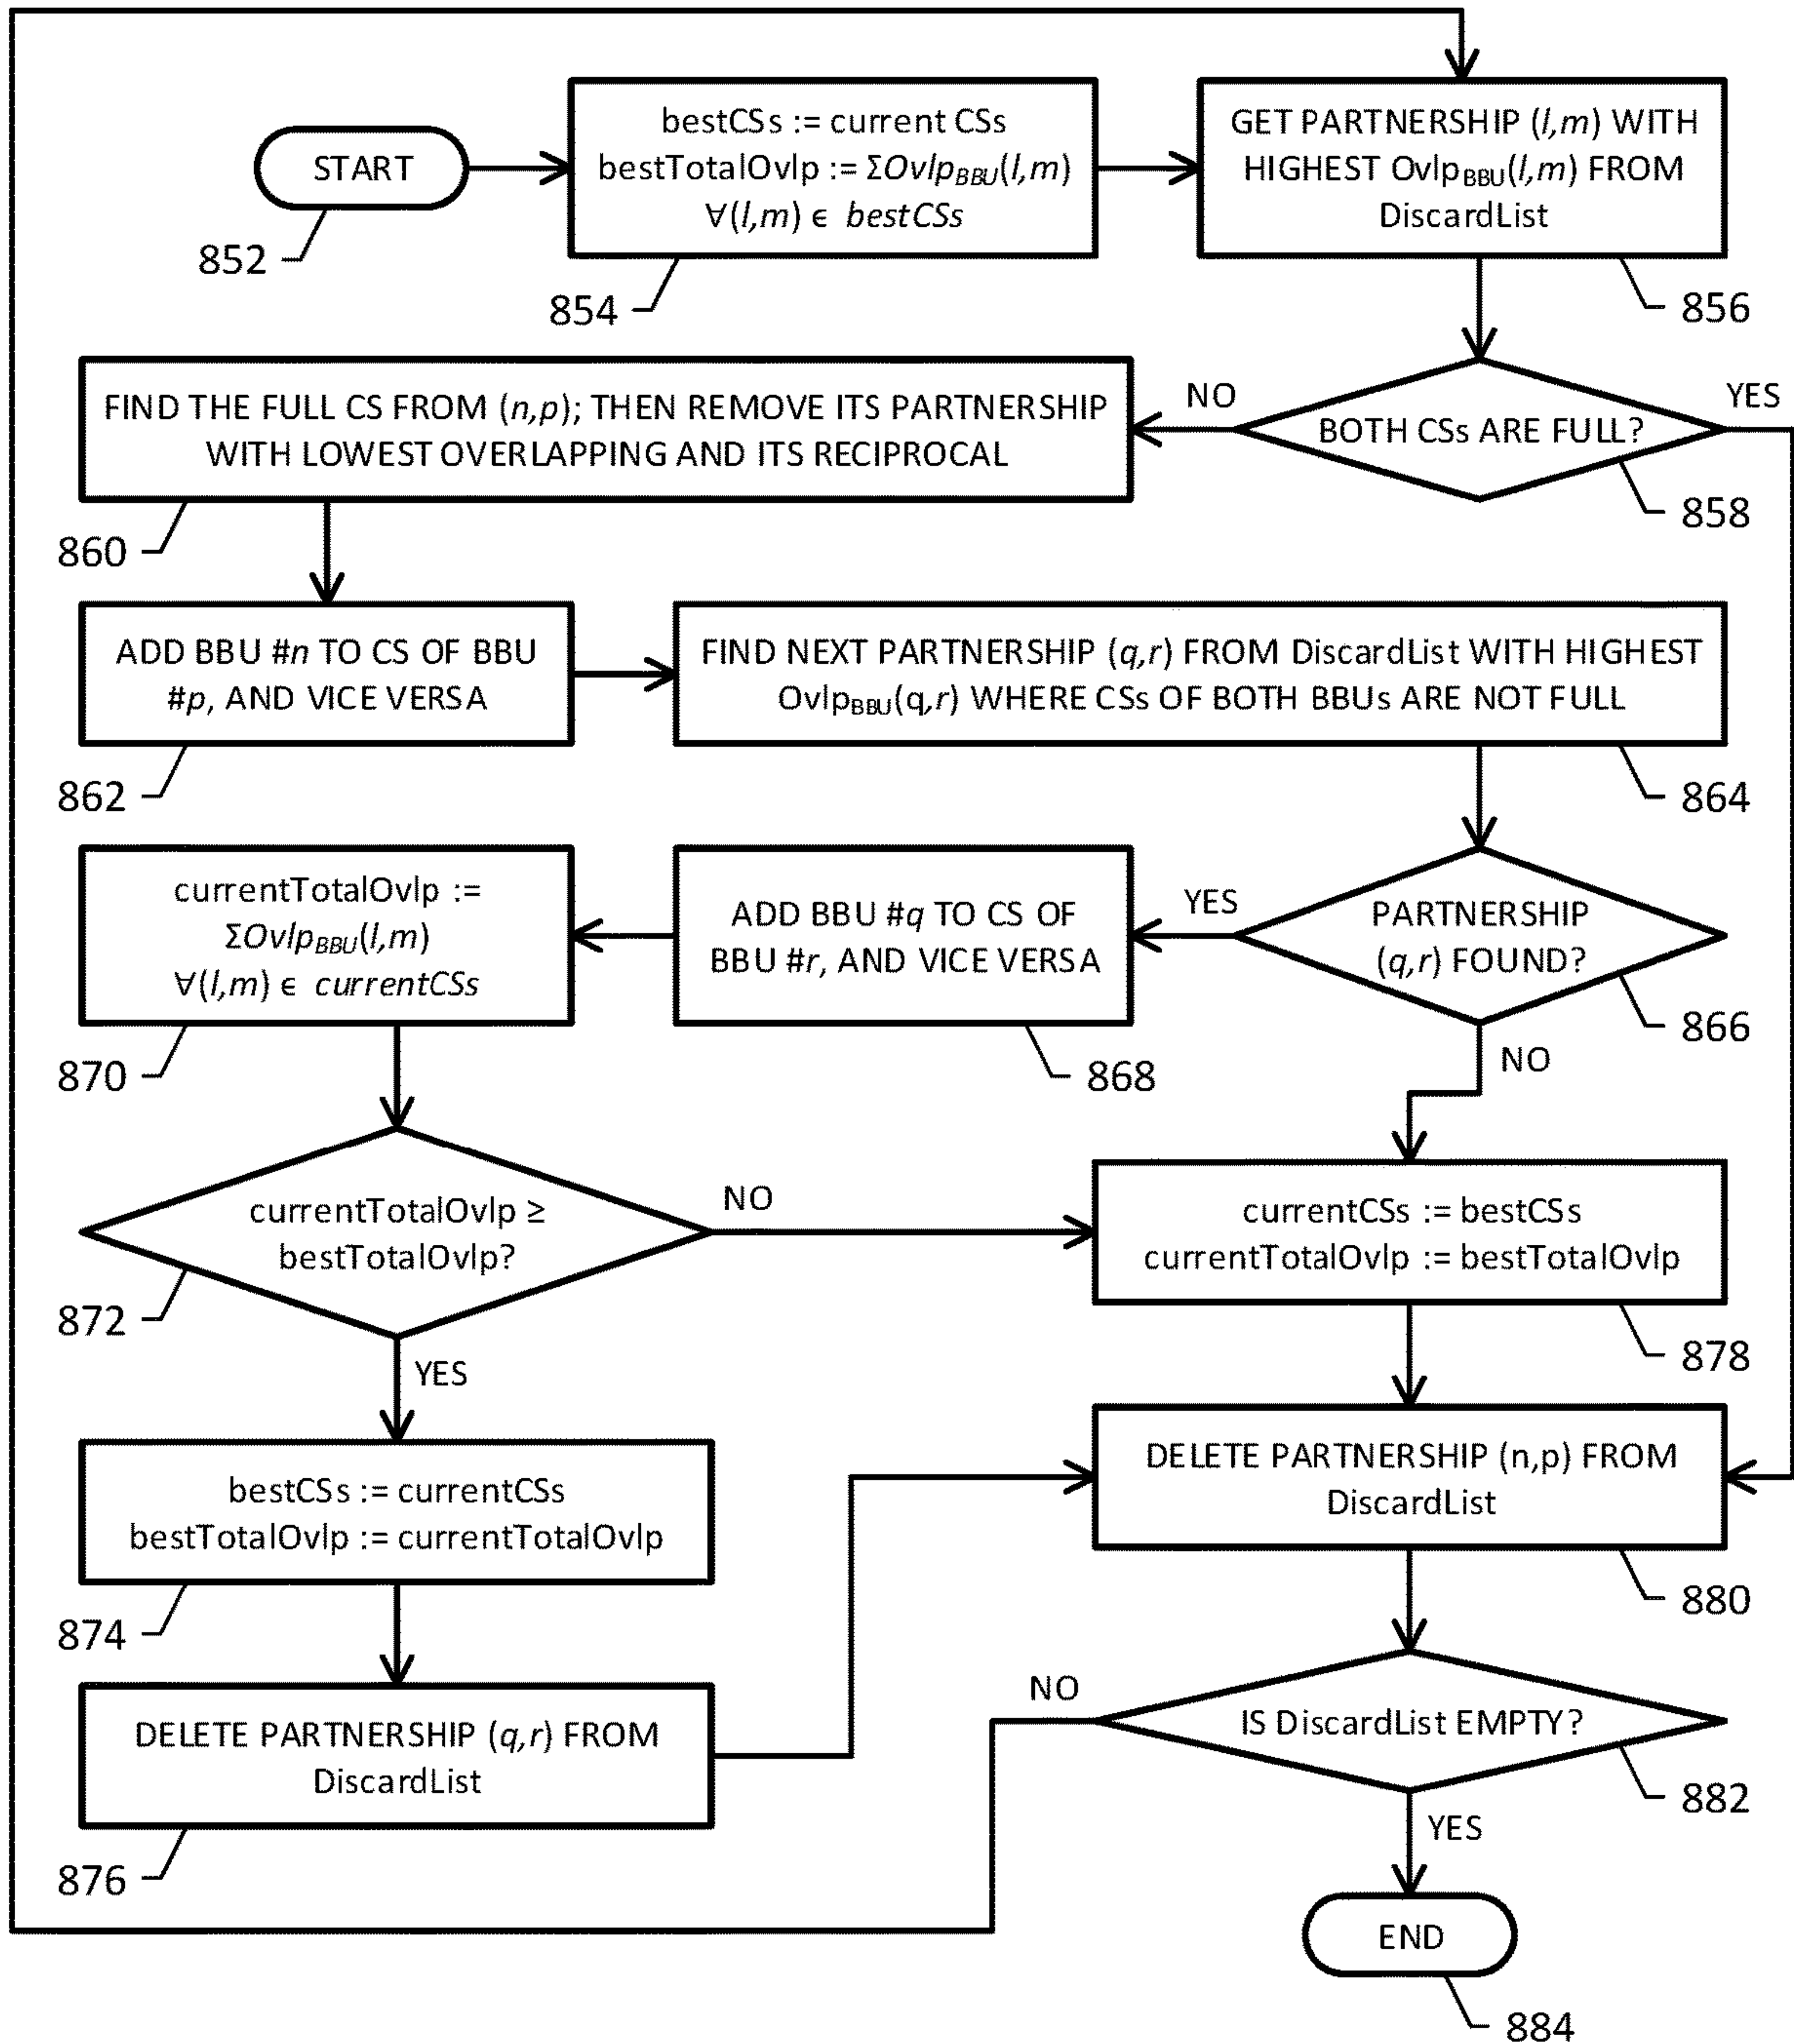 START
852
bestCSs := current CSs
bestTotalOvlp := ΣOvlp_BBU(l,m)
∀(l,m) ϵ bestCSs
854
GET PARTNERSHIP (l,m) WITH
HIGHEST Ovlp_BBU(l,m) FROM
DiscardList
856
BOTH CSs ARE FULL?
NO
YES
858
FIND THE FULL CS FROM (n,p); THEN REMOVE ITS PARTNERSHIP
WITH LOWEST OVERLAPPING AND ITS RECIPROCAL
860
ADD BBU #n TO CS OF BBU
#p, AND VICE VERSA
862
FIND NEXT PARTNERSHIP (q,r) FROM DiscardList WITH HIGHEST
Ovlp_BBU(q,r) WHERE CSs OF BOTH BBUs ARE NOT FULL
864
PARTNERSHIP
(q,r) FOUND?
YES
NO
866
ADD BBU #q TO CS OF
BBU #r, AND VICE VERSA
868
currentTotalOvlp :=
ΣOvlp_BBU(l,m)
∀(l,m) ϵ currentCSs
870
currentTotalOvlp ≥
bestTotalOvlp?
NO
YES
872
bestCSs := currentCSs
bestTotalOvlp := currentTotalOvlp
874
DELETE PARTNERSHIP (q,r) FROM
DiscardList
876
currentCSs := bestCSs
currentTotalOvlp := bestTotalOvlp
878
DELETE PARTNERSHIP (n,p) FROM
DiscardList
880
IS DiscardList EMPTY?
NO
YES
882
END
884